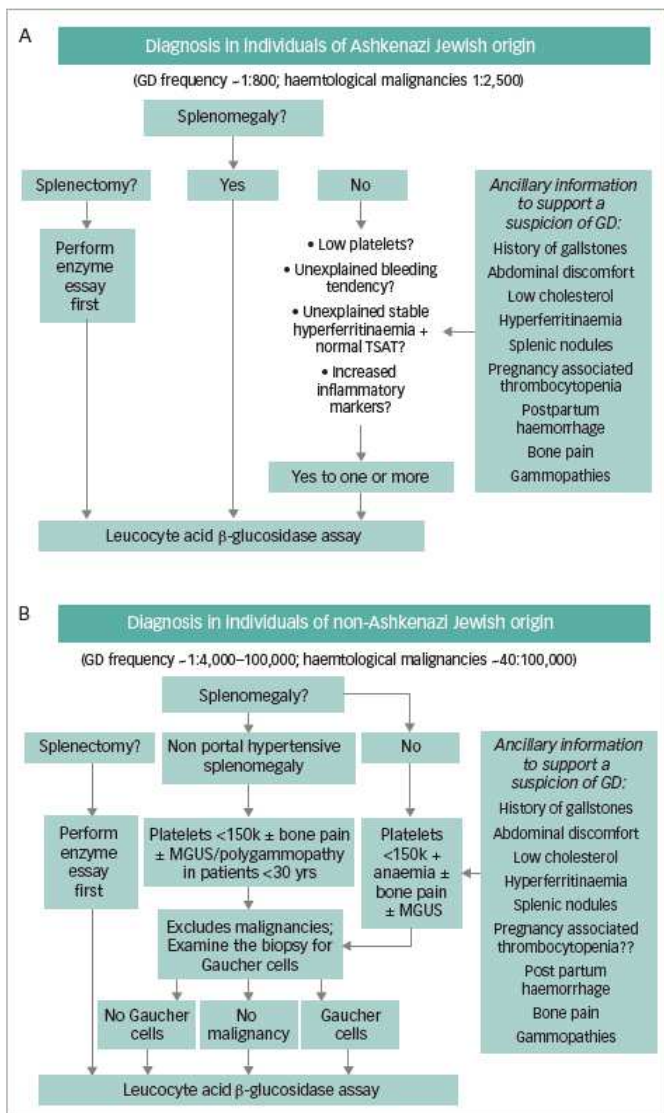 A
Diagnosis in individuals of Ashkenazi Jewish origin
(GD frequency ~1:800; haemtological malignancies 1:2,500)
Splenomegaly?
Splenectomy?
Yes
No
Perform
enzyme
essay
first
• Low platelets?
• Unexplained bleeding
tendency?
• Unexplained stable
hyperferritinaemia +
normal TSAT?
• Increased
inflammatory
markers?
Yes to one or more
Leucocyte acid β-glucosidase assay
Ancillary information
to support a
suspicion of GD:
History of gallstones
Abdominal discomfort
Low cholesterol
Hyperferritinaemia
Splenic nodules
Pregnancy associated
thrombocytopenia
Postpartum
haemorrhage
Bone pain
Gammopathies
B
Diagnosis in individuals of non-Ashkenazi Jewish origin
(GD frequency ~1:4,000–100,000; haemtological malignancies ~40:100,000)
Splenomegaly?
Splenectomy?
Non portal hypertensive
splenomegaly
No
Perform
enzyme
essay
first
Platelets <150k ± bone pain
± MGUS/polygammopathy
in patients <30 yrs
Platelets
<150k +
anaemia ±
bone pain
± MGUS
Excludes malignancies;
Examine the biopsy for
Gaucher cells
No Gaucher
cells
No
malignancy
Gaucher
cells
Leucocyte acid β-glucosidase assay
Ancillary information
to support a
suspicion of GD:
History of gallstones
Abdominal discomfort
Low cholesterol
Hyperferritinaemia
Splenic nodules
Pregnancy associated
thrombocytopenia??
Post partum
haemorrhage
Bone pain
Gammopathies